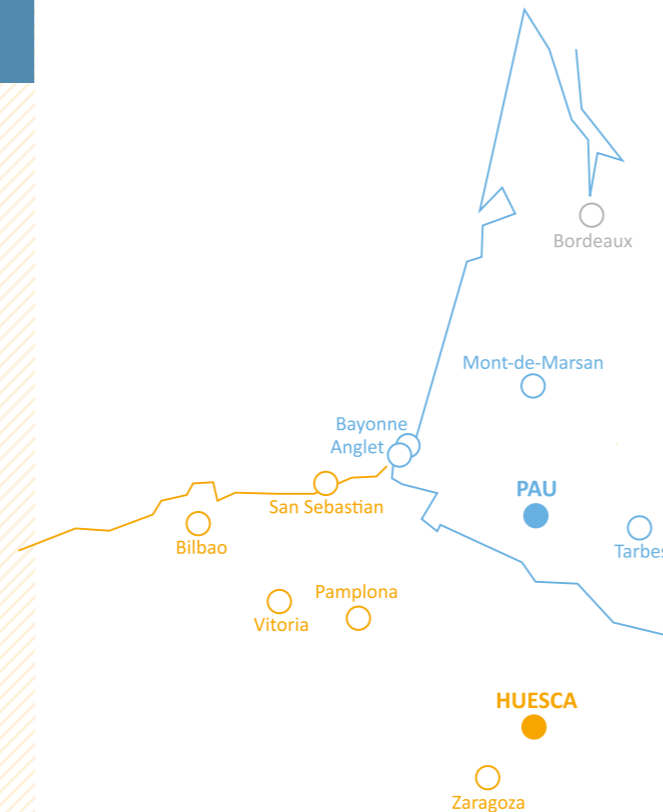 Bordeaux
Mont-de-Marsan
Bayonne
Anglet
PAU
San Sebastian
Bilbao
Tarbes
Pamplona
Vitoria
HUESCA
Zaragoza